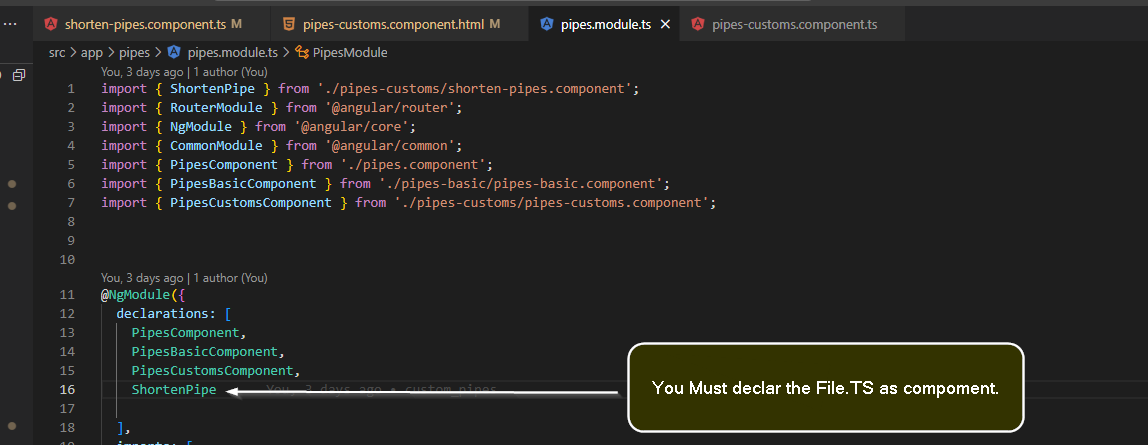 ... shorten-pipes.component.ts M pipes-customs.component.html M pipes.module.ts pipes-customs.component.ts
src > app > pipes > pipes.module.ts > PipesModule
You, 3 days ago | 1 author (You)
1 import { ShortenPipe } from './pipes-customs/shorten-pipes.component';
2 import { RouterModule } from '@angular/router';
3 import { NgModule } from '@angular/core';
4 import { CommonModule } from '@angular/common';
5 import { PipesComponent } from './pipes.component';
6 import { PipesBasicComponent } from './pipes-basic/pipes-basic.component';
7 import { PipesCustomsComponent } from './pipes-customs/pipes-customs.component';
8
9
10
You, 3 days ago | 1 author (You)
11 @NgModule({
12 declarations: [
13 PipesComponent,
14 PipesBasicComponent,
15 PipesCustomsComponent,
16 ShortenPipe You, 3 days ago • custom_pipes
17
18 ],
19 imports: [
You Must declar the File.TS as compoment.